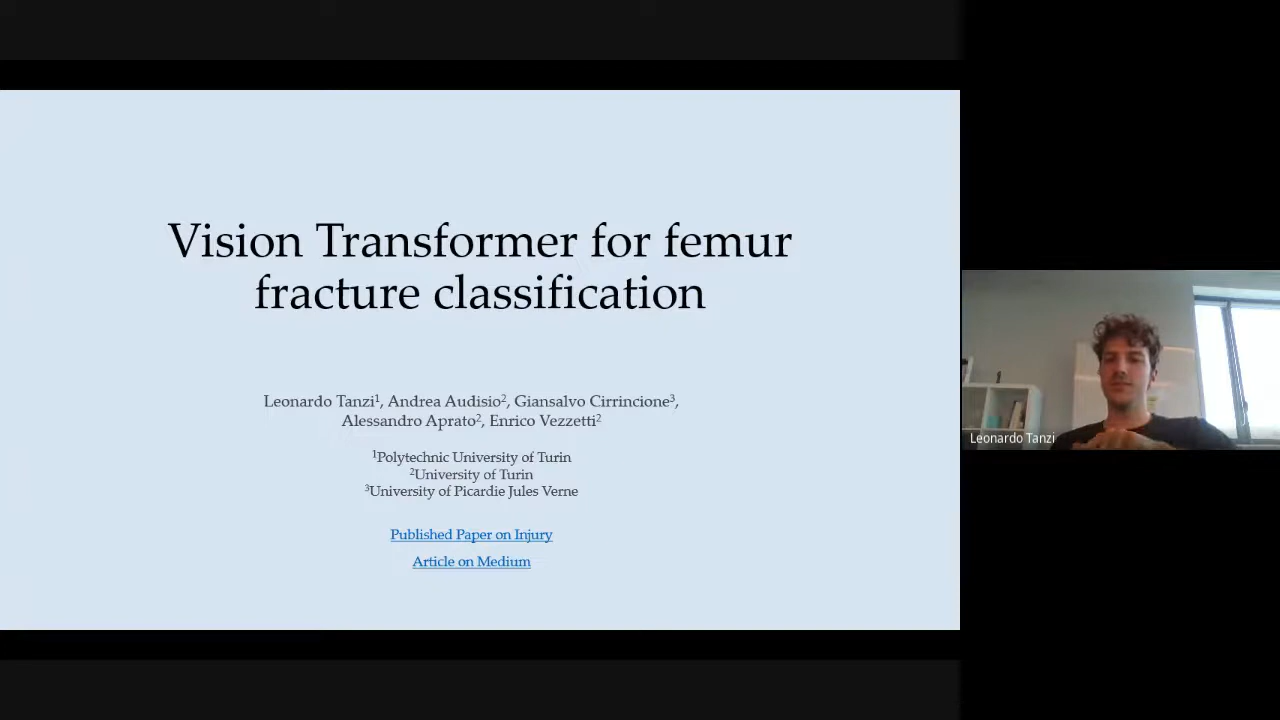 Vision Transformer for femur
fracture classification
Leonardo Tanzi¹, Andrea Audisio², Giansalvo Cirrincione³,
Alessandro Aprato², Enrico Vezzetti²
¹Polytechnic University of Turin
²University of Turin
³University of Picardie Jules Verne
Published Paper on Injury
Article on Medium
Leonardo Tanzi